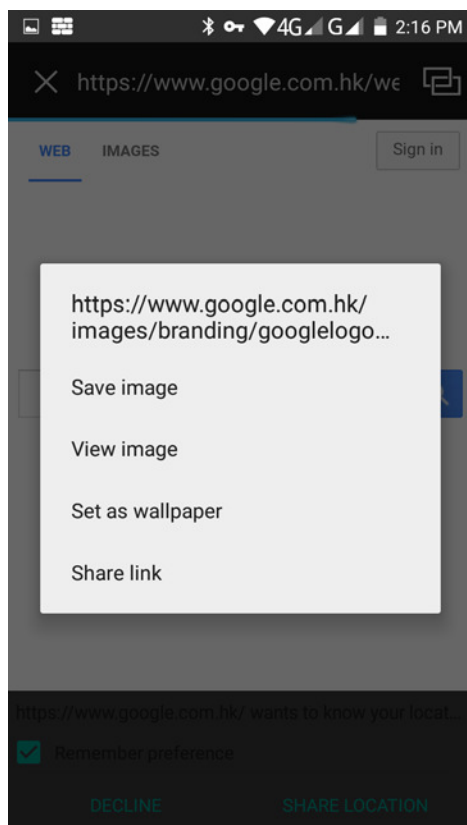 4G G 2:16 PM
https://www.google.com.hk/we
WEB IMAGES Sign in
https://www.google.com.hk/
images/branding/googlelogo...
Save image
View image
Set as wallpaper
Share link
https://www.google.com.hk/ wants to know your locat...
Remember preference
DECLINE SHARE LOCATION